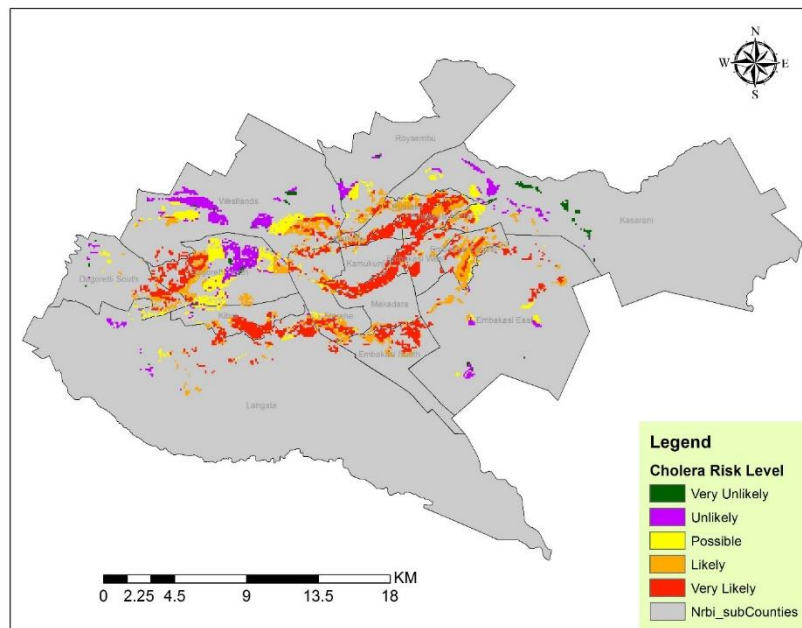 N
W E
S
Roysambu
Westlands
Kasarani
Dagoretti South
Kamukunji
Makadara
Embakasi East
Embakasi South
Langata
Legend
Cholera Risk Level
Very Unlikely
Unlikely
Possible
Likely
Very Likely
Nrbi_subCounties
KM
0 2.25 4.5 9 13.5 18